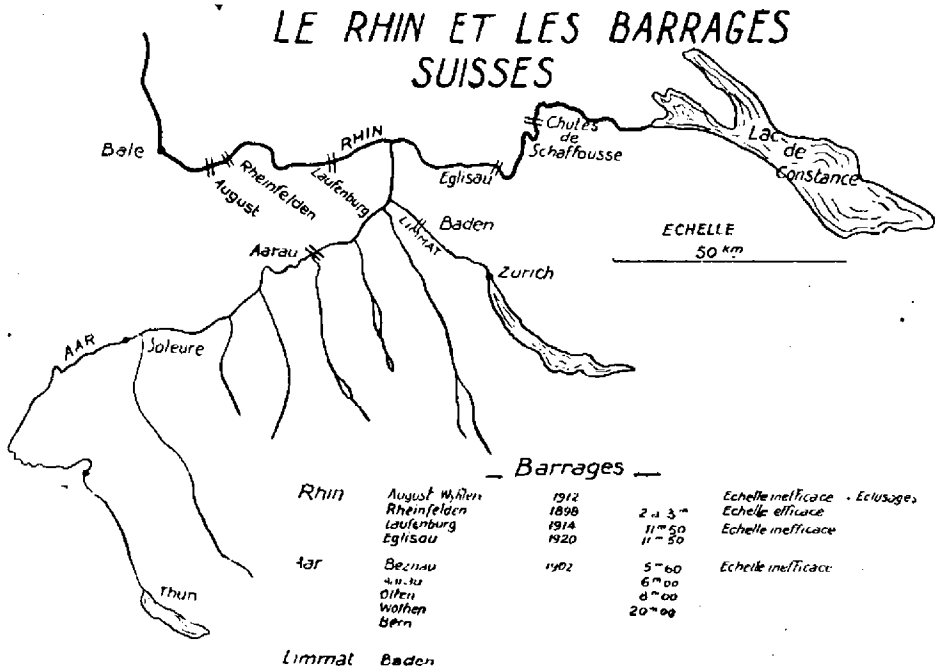 LE RHIN ET LES BARRAGES
SUISSES
Bale
RHIN
Chutes
de
Schaffousse
Lac
de
Constance
August
Rheinfelden
Laufenburg
Eglisau
Baden
LIMMAT
Aarau
Zurich
ECHELLE
50 Km
AAR
Soleure
Thun
Barrages
Rhin August Wyhlen 1912 Echelle inefficace - Eclusages
Rheinfelden 1898 2 à 3 m Echelle efficace
Laufenburg 1914 11 m 50 Echelle inefficace
Eglisau 1920 11 m 50
Aar Beznau 1902 5 m 60 Echelle inefficace
6 m 00
Olten 8 m 00
Wolhen 20 m 00
Bern
Limmat Baden